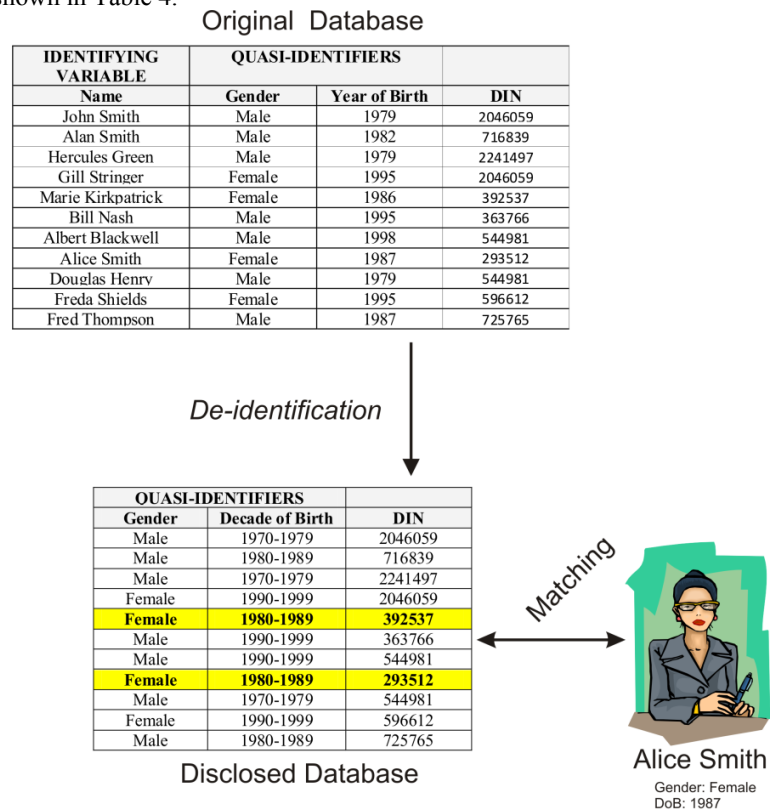 shown in Table 4.
Original Database
IDENTIFYING VARIABLE QUASI-IDENTIFIERS
Name Gender Year of Birth DIN
John Smith Male 1979 2046059
Alan Smith Male 1982 716839
Hercules Green Male 1979 2241497
Gill Stringer Female 1995 2046059
Marie Kirkpatrick Female 1986 392537
Bill Nash Male 1995 363766
Albert Blackwell Male 1998 544981
Alice Smith Female 1987 293512
Douglas Henry Male 1979 544981
Freda Shields Female 1995 596612
Fred Thompson Male 1987 725765
De-identification
QUASI-IDENTIFIERS
Gender Decade of Birth DIN
Male 1970-1979 2046059
Male 1980-1989 716839
Male 1970-1979 2241497
Female 1990-1999 2046059
Female 1980-1989 392537
Male 1990-1999 363766
Male 1990-1999 544981
Female 1980-1989 293512
Male 1970-1979 544981
Female 1990-1999 596612
Male 1980-1989 725765
Disclosed Database
Matching
Alice Smith
Gender: Female
DoB: 1987